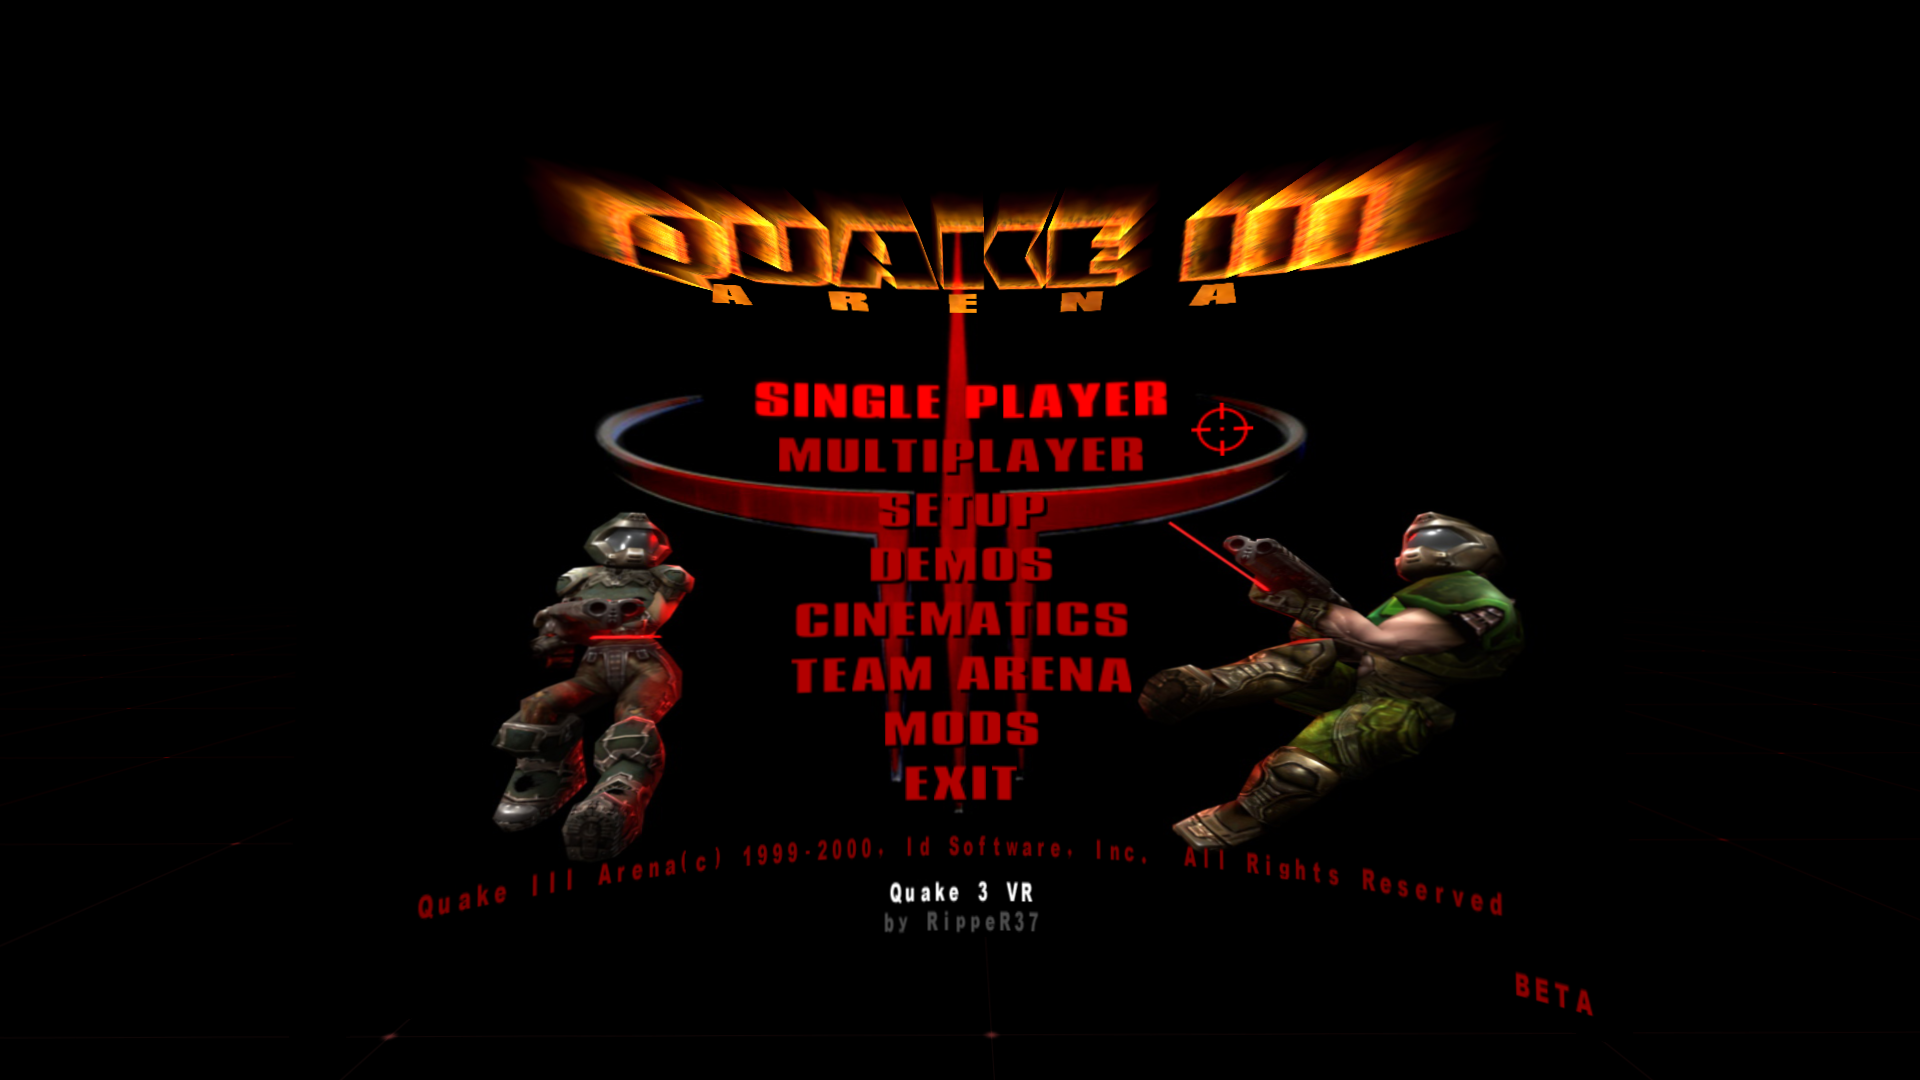 QUAKE III
ARENA
SINGLE PLAYER
MULTIPLAYER
SETUP
DEMOS
CINEMATICS
TEAM ARENA
MODS
EXIT
Quake III Arena(c) 1999-2000, Id Software, Inc. All Rights Reserved
Quake 3 VR
by RippeR37
BETA